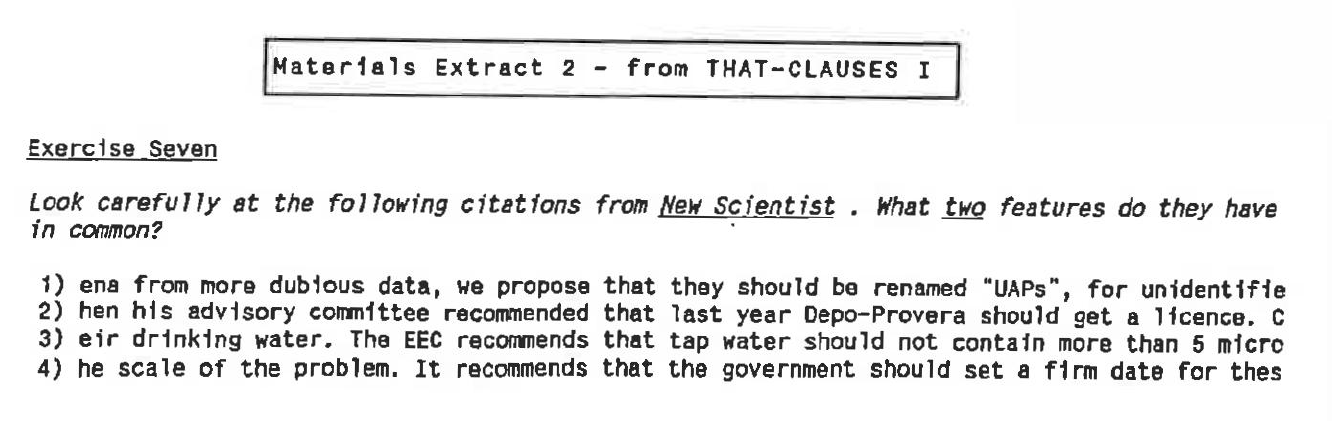 Materials Extract 2 - from THAT-CLAUSES I
Exercise Seven
Look carefully at the following citations from New Scientist . What two features do they have
in common?
1) ena from more dubious data, we propose that they should be renamed "UAPs", for unidentifie
2) hen his advisory committee recommended that last year Depo-Provera should get a licence. C
3) eir drinking water. The EEC recommends that tap water should not contain more than 5 micro
4) he scale of the problem. It recommends that the government should set a firm date for thes